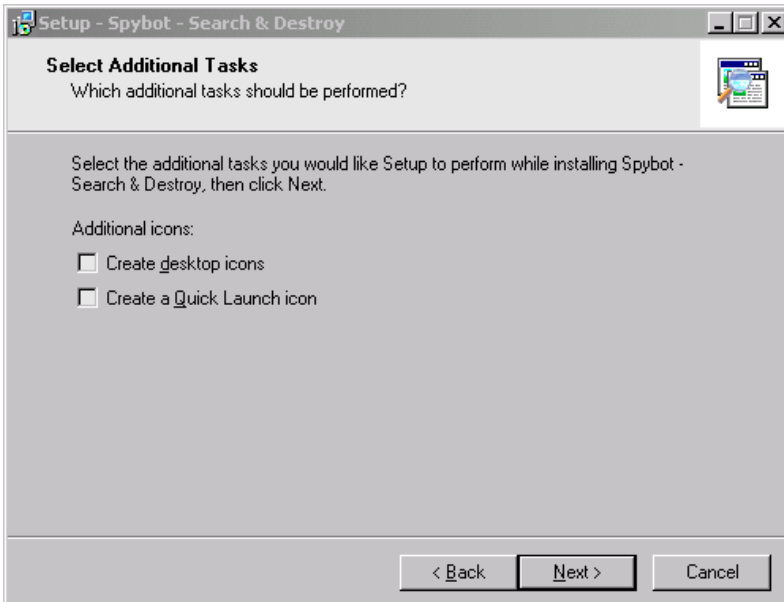 Setup - Spybot - Search & Destroy
Select Additional Tasks
Which additional tasks should be performed?
Select the additional tasks you would like Setup to perform while installing Spybot -
Search & Destroy, then click Next.
Additional icons:
Create desktop icons
Create a Quick Launch icon
< Back
Next >
Cancel